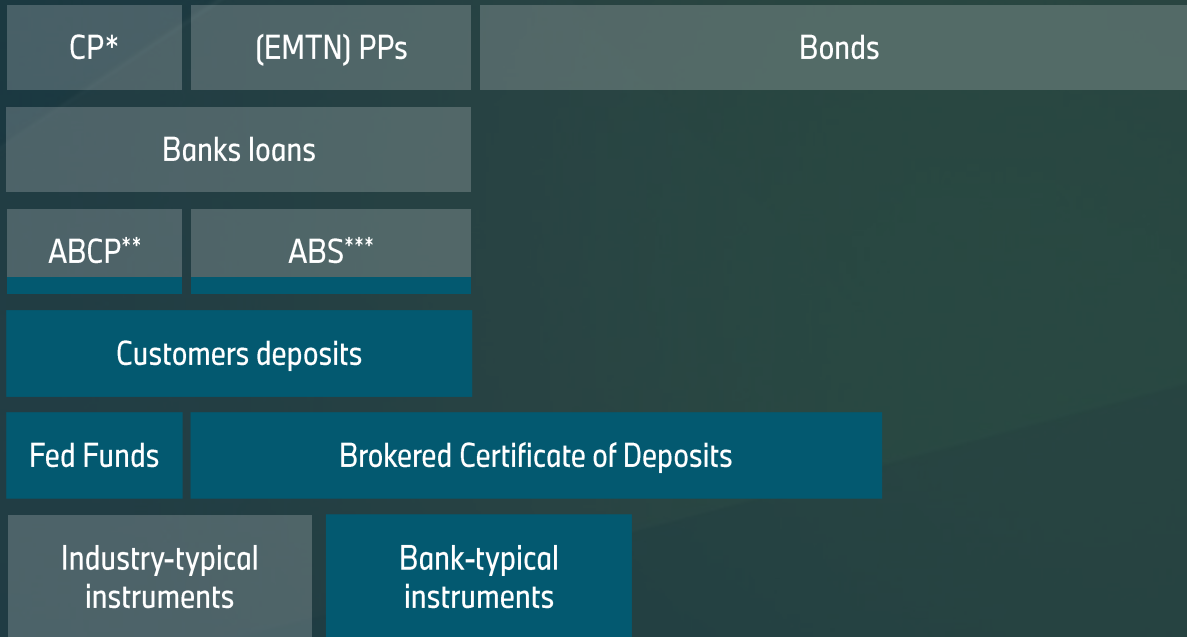 CP*
(EMTN) PPs
Bonds
Banks loans
ABCP**
ABS***
Customers deposits
Fed Funds
Brokered Certificate of Deposits
Industry-typical
instruments
Bank-typical
instruments